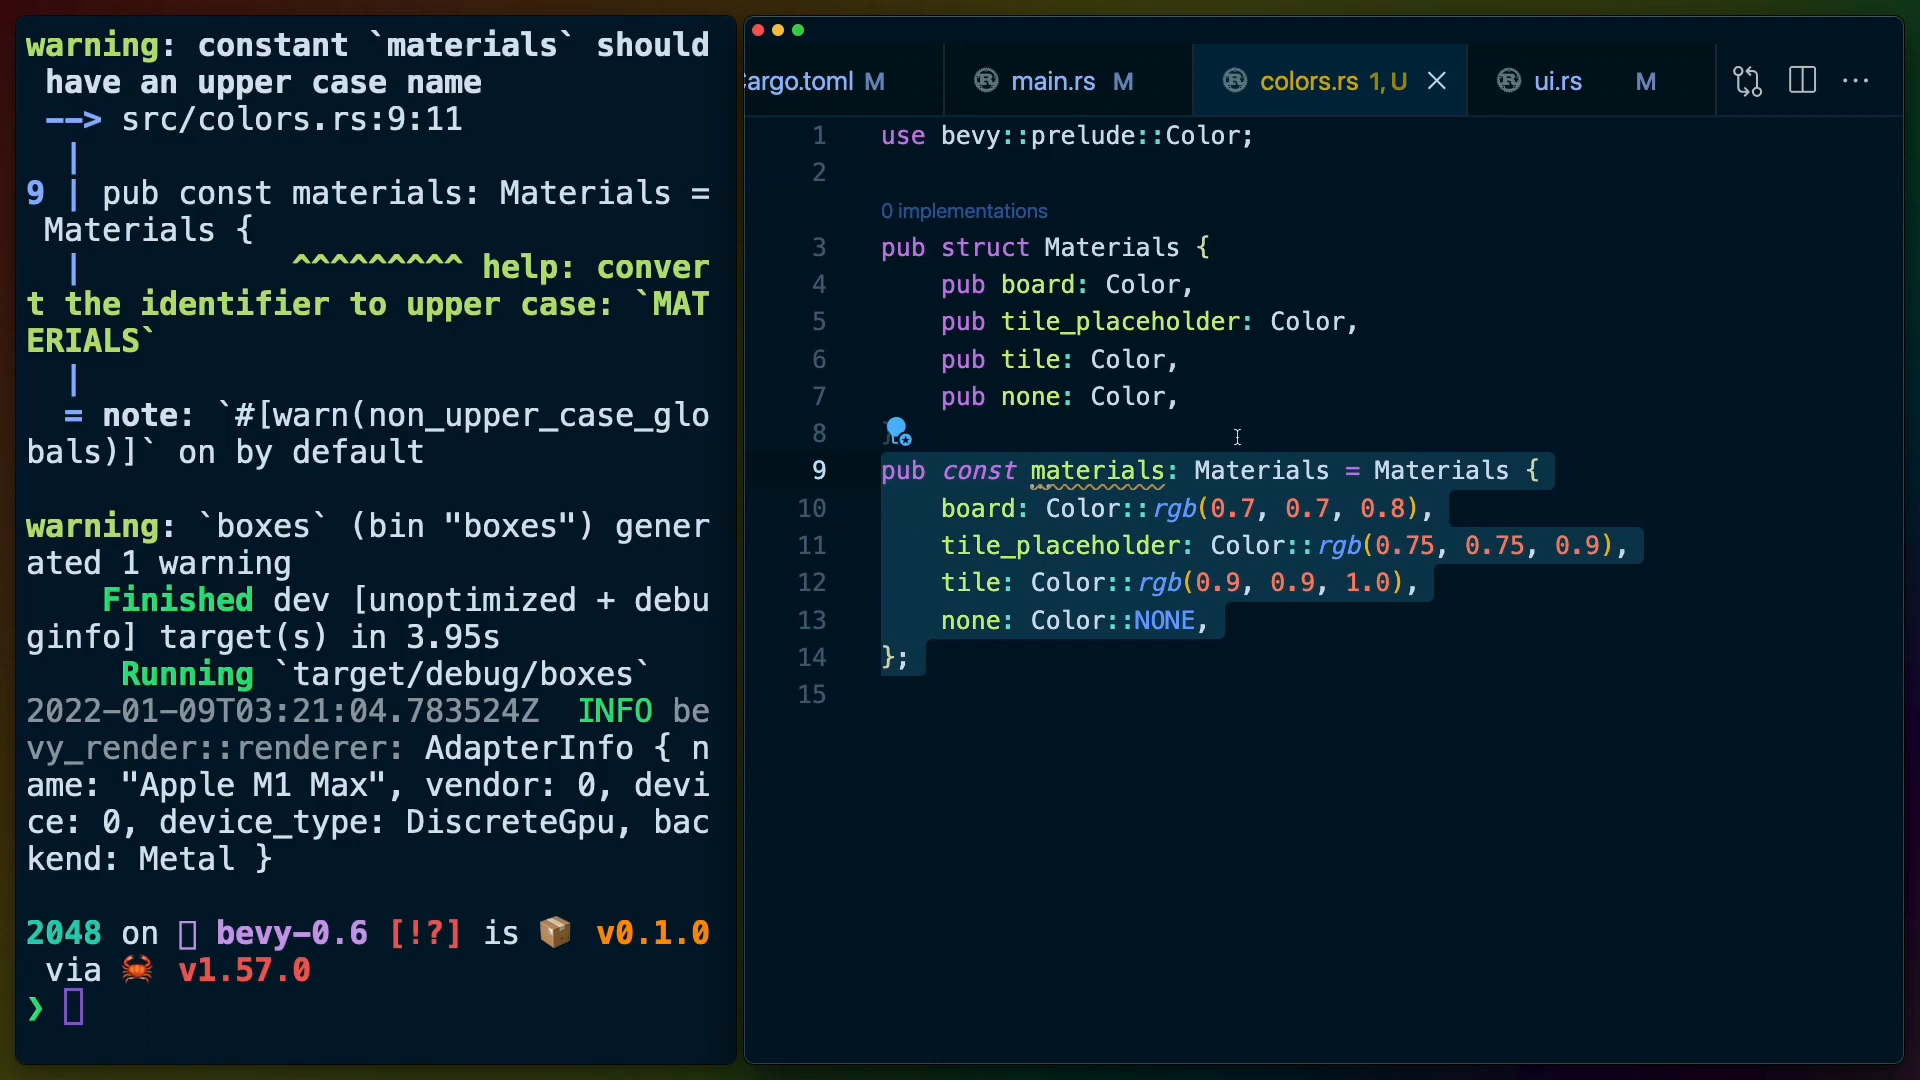 warning: constant `materials` should
 have an upper case name
 --> src/colors.rs:9:11
  |
9 | pub const materials: Materials =
 Materials {
  |           ^^^^^^^^^ help: conver
t the identifier to upper case: `MAT
ERIALS`
  |
  = note: `#[warn(non_upper_case_glo
bals)]` on by default
warning: `boxes` (bin "boxes") gener
ated 1 warning
    Finished dev [unoptimized + debu
ginfo] target(s) in 3.95s
     Running `target/debug/boxes`
2022-01-09T03:21:04.783524Z  INFO be
vy_render::renderer: AdapterInfo { n
ame: "Apple M1 Max", vendor: 0, devi
ce: 0, device_type: DiscreteGpu, bac
kend: Metal }
2048 on bevy-0.6 [!?] is 📦 v0.1.0
 via 🦀 v1.57.0
❯
argo.toml M
main.rs M
colors.rs 1, U
ui.rs M
1 use bevy::prelude::Color;
2
0 implementations
3 pub struct Materials {
4     pub board: Color,
5     pub tile_placeholder: Color,
6     pub tile: Color,
7     pub none: Color,
8 }
9 pub const materials: Materials = Materials {
10     board: Color::rgb(0.7, 0.7, 0.8),
11     tile_placeholder: Color::rgb(0.75, 0.75, 0.9),
12     tile: Color::rgb(0.9, 0.9, 1.0),
13     none: Color::NONE,
14 };
15